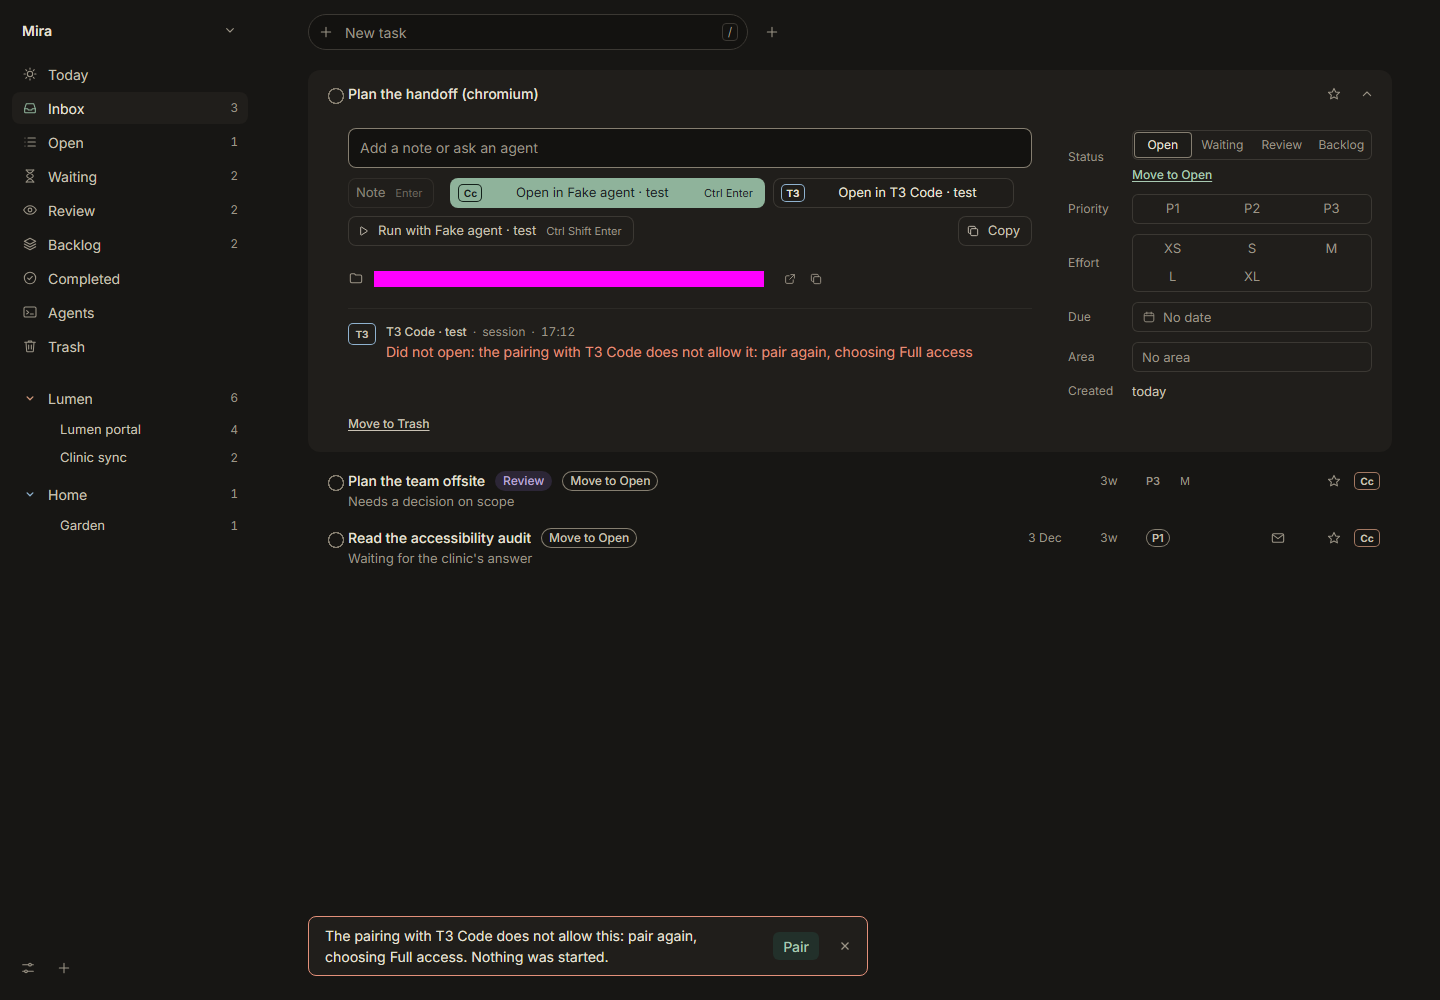 Mira
Today
Inbox 3
Open 1
Waiting 2
Review 2
Backlog 2
Completed
Agents
Trash
Lumen 6
Lumen portal 4
Clinic sync 2
Home 1
Garden 1
New task /
Plan the handoff (chromium)
Add a note or ask an agent
Note Enter
Cc Open in Fake agent · test Ctrl Enter
T3 Open in T3 Code · test
Run with Fake agent · test Ctrl Shift Enter
Copy
T3 T3 Code · test · session · 17:12
Did not open: the pairing with T3 Code does not allow it: pair again, choosing Full access
Move to Trash
Status Open Waiting Review Backlog
Move to Open
Priority P1 P2 P3
Effort XS S M
L XL
Due No date
Area No area
Created today
Plan the team offsite Review Move to Open 3w P3 M Cc
Needs a decision on scope
Read the accessibility audit Move to Open 3 Dec 3w P1 Cc
Waiting for the clinic's answer
The pairing with T3 Code does not allow this: pair again,
choosing Full access. Nothing was started.
Pair